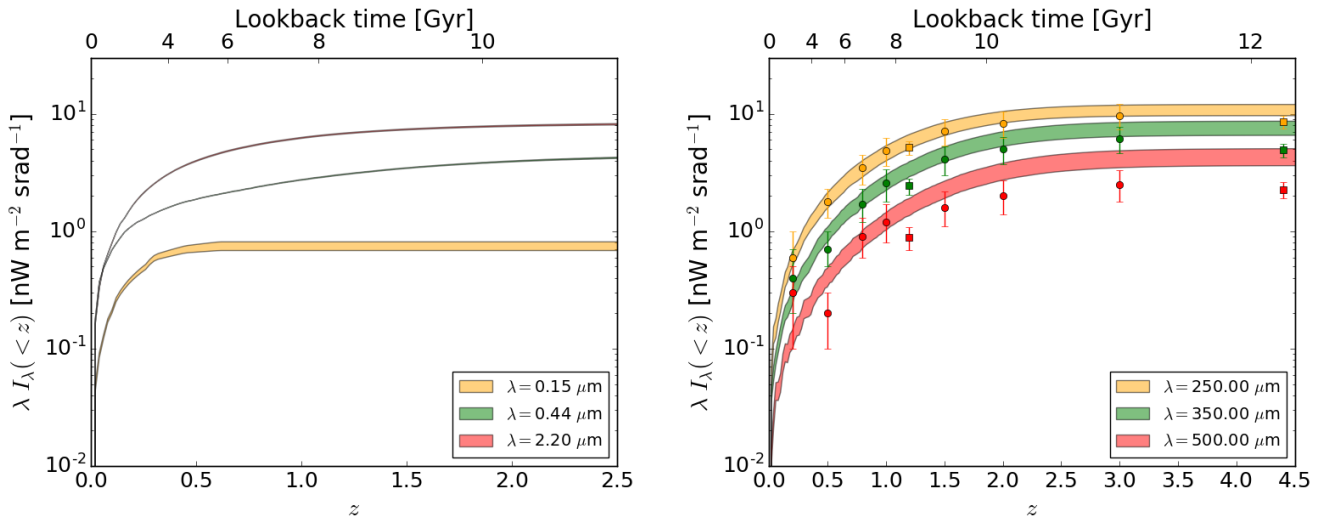 Lookback time [Gyr]
0 4 6 8 10
10^1
10^0
10^{-1}
10^{-2}
λ I_λ(< z) [nW m^{-2} srad^{-1}]
λ = 0.15 μm
λ = 0.44 μm
λ = 2.20 μm
0.0 0.5 1.0 1.5 2.0 2.5
z
Lookback time [Gyr]
0 4 6 8 10 12
10^1
10^0
10^{-1}
10^{-2}
λ I_λ(< z) [nW m^{-2} srad^{-1}]
λ = 250.00 μm
λ = 350.00 μm
λ = 500.00 μm
0.0 0.5 1.0 1.5 2.0 2.5 3.0 3.5 4.0 4.5
z